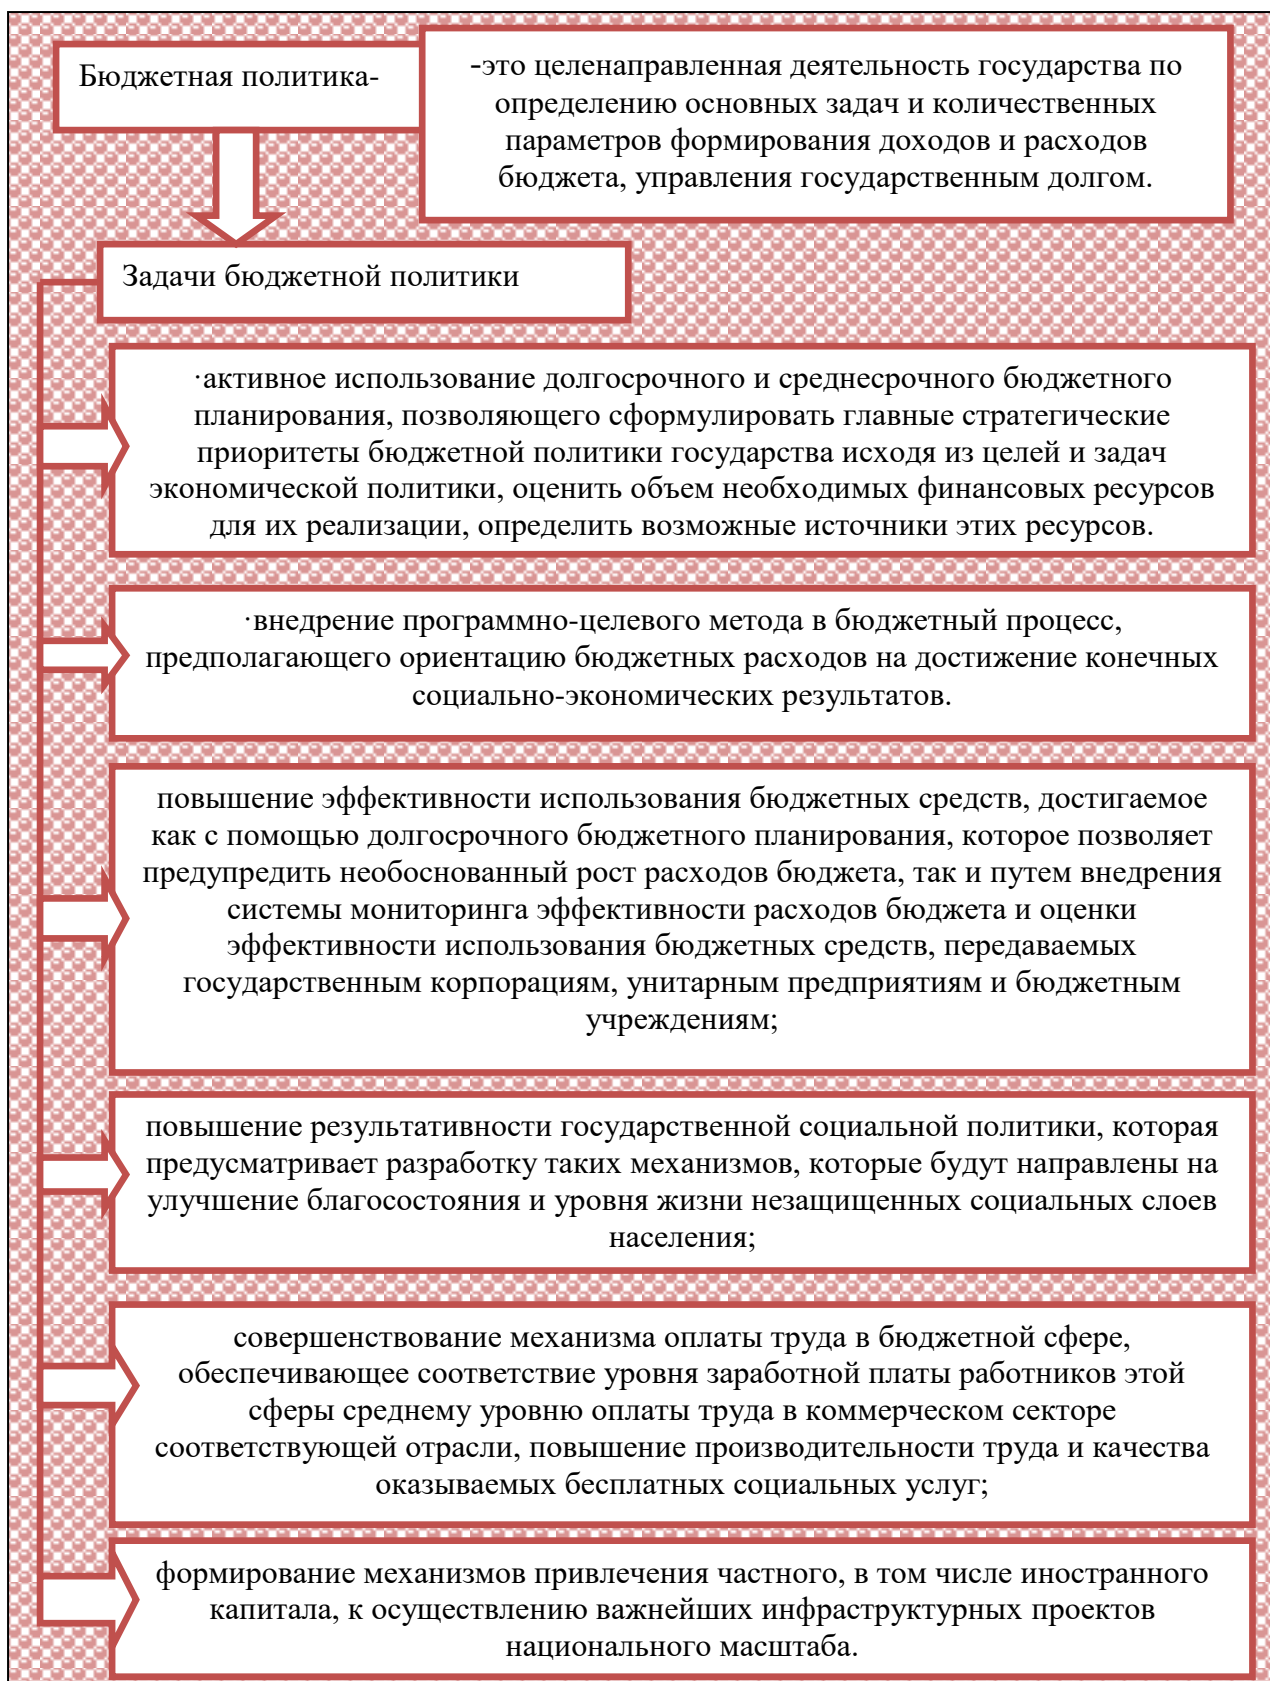 Бюджетная политика-
-это целенаправленная деятельность государства по
определению основных задач и количественных
параметров формирования доходов и расходов
бюджета, управления государственным долгом.
Задачи бюджетной политики
·активное использование долгосрочного и среднесрочного бюджетного
планирования, позволяющего сформулировать главные стратегические
приоритеты бюджетной политики государства исходя из целей и задач
экономической политики, оценить объем необходимых финансовых ресурсов
для их реализации, определить возможные источники этих ресурсов.
·внедрение программно-целевого метода в бюджетный процесс,
предполагающего ориентацию бюджетных расходов на достижение конечных
социально-экономических результатов.
повышение эффективности использования бюджетных средств, достигаемое
как с помощью долгосрочного бюджетного планирования, которое позволяет
предупредить необоснованный рост расходов бюджета, так и путем внедрения
системы мониторинга эффективности расходов бюджета и оценки
эффективности использования бюджетных средств, передаваемых
государственным корпорациям, унитарным предприятиям и бюджетным
учреждениям;
повышение результативности государственной социальной политики, которая
предусматривает разработку таких механизмов, которые будут направлены на
улучшение благосостояния и уровня жизни незащищенных социальных слоев
населения;
совершенствование механизма оплаты труда в бюджетной сфере,
обеспечивающее соответствие уровня заработной платы работников этой
сферы среднему уровню оплаты труда в коммерческом секторе
соответствующей отрасли, повышение производительности труда и качества
оказываемых бесплатных социальных услуг;
формирование механизмов привлечения частного, в том числе иностранного
капитала, к осуществлению важнейших инфраструктурных проектов
национального масштаба.